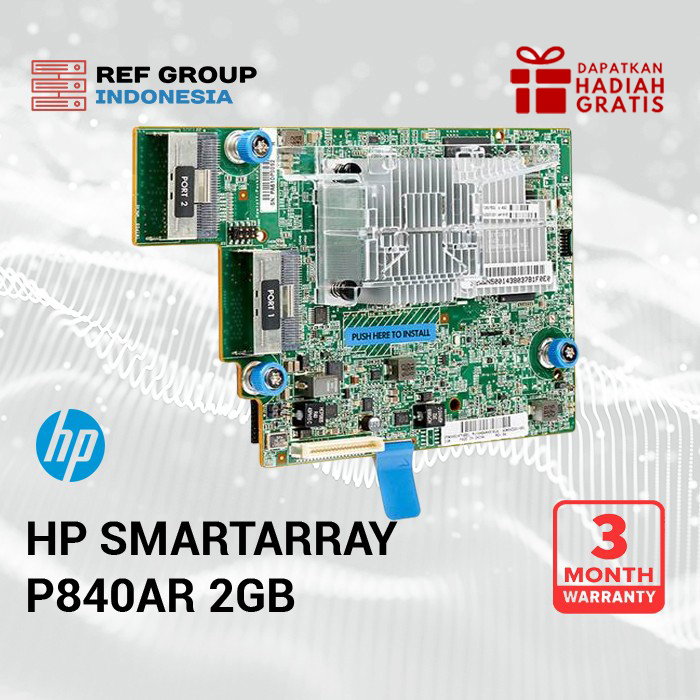 REF GROUP
INDONESIA
DAPATKAN
HADIAH
GRATIS
PORT 2
PORT 1
PUSH HERE TO INSTALL
hp
HP SMARTARRAY
P840AR 2GB
3
MONTH
WARRANTY